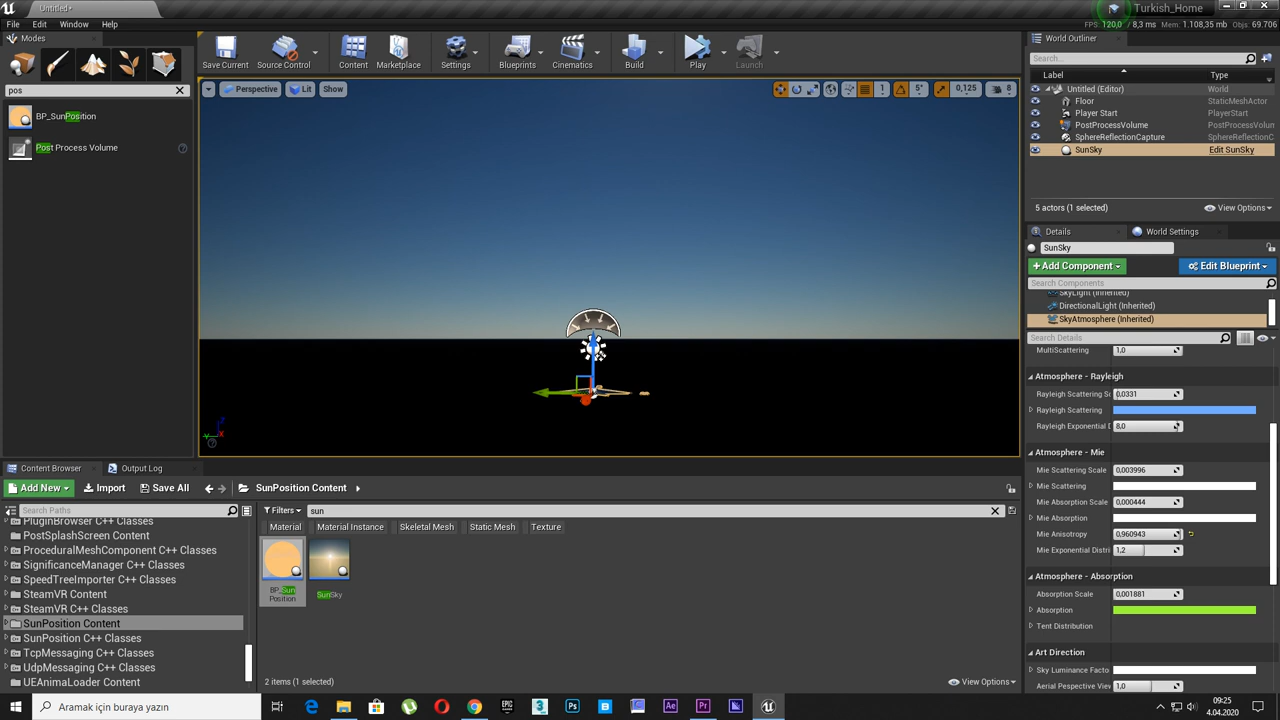 Untitled*
Turkish_Home
File Edit Window Help
FPS: 120,0 / 8,3 ms Mem: 1.108,35 mb Objs: 69.706
Modes
pos
BP_SunPosition
Post Process Volume
Save Current
Source Control
Content
Marketplace
Settings
Blueprints
Cinematics
Build
Play
Launch
Perspective Lit Show
1 5° 0,125 8
World Outliner
Search...
Label Type
Untitled (Editor) World
Floor StaticMeshActor
Player Start PlayerStart
PostProcessVolume PostProcessVolum
SphereReflectionCapture SphereReflectionC
SunSky Edit SunSky
5 actors (1 selected) View Options
Details World Settings
SunSky
+Add Component Edit Blueprint
Search Components
SkyLight (Inherited)
DirectionalLight (Inherited)
SkyAtmosphere (Inherited)
Search Details
MultiScattering 1,0
Atmosphere - Rayleigh
Rayleigh Scattering Sc 0,0331
Rayleigh Scattering
Rayleigh Exponential D 8,0
Atmosphere - Mie
Mie Scattering Scale 0,003996
Mie Scattering
Mie Absorption Scale 0,000444
Mie Absorption
Mie Anisotropy 0,960943
Mie Exponential Distri 1,2
Atmosphere - Absorption
Absorption Scale 0,001881
Absorption
Tent Distribution
Art Direction
Sky Luminance Facto
Aerial Pespective View 1,0
Content Browser Output Log
Add New Import Save All SunPosition Content
Search Paths
PluginBrowser C++ Classes
PostSplashScreen Content
ProceduralMeshComponent C++ Classes
SignificanceManager C++ Classes
SpeedTreeImporter C++ Classes
SteamVR Content
SteamVR C++ Classes
SunPosition Content
SunPosition C++ Classes
TcpMessaging C++ Classes
UdpMessaging C++ Classes
UEAnimaLoader Content
Filters sun
Material Material Instance Skeletal Mesh Static Mesh Texture
BP_Sun
Position
SunSky
2 items (1 selected) View Options
Aramak için buraya yazın
09:25
4.04.2020